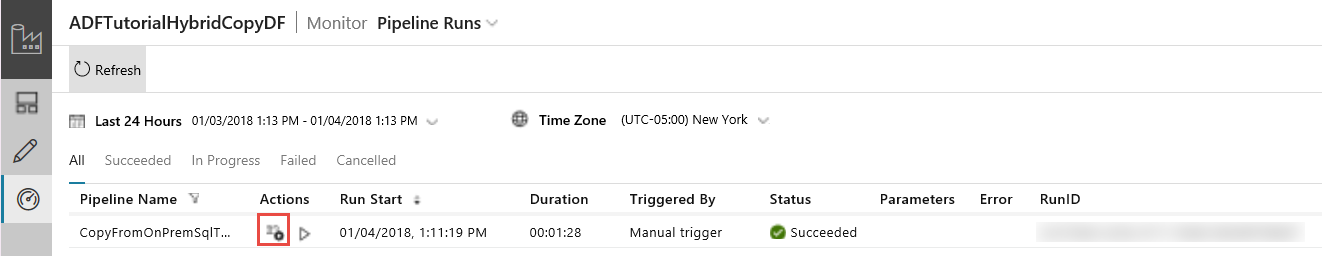 ADFTutorialHybridCopyDF Monitor Pipeline Runs
Refresh
Last 24 Hours 01/03/2018 1:13 PM - 01/04/2018 1:13 PM Time Zone (UTC-05:00) New York
All Succeeded In Progress Failed Cancelled
Pipeline Name Actions Run Start Duration Triggered By Status Parameters Error RunID
CopyFromOnPremSqlT... 01/04/2018, 1:11:19 PM 00:01:28 Manual trigger Succeeded